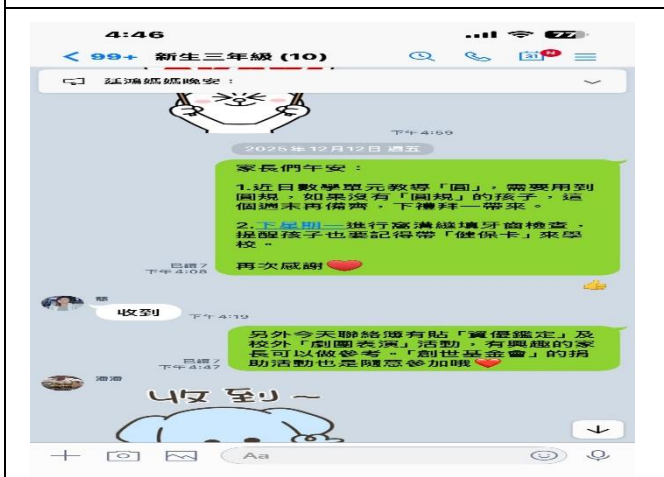 4:46
72
99+ 新生三年級 (10)
31
N
廷鴻媽媽晚安：
下午4:59
2025年12月12日 週五
家長們午安：
1.近日數學單元教導「圓」，需要用到
圓規，如果沒有「圓規」的孩子，這
個週末再備齊，下禮拜一帶來。
2.下星期一進行窩溝縫填牙齒檢查，
提醒孩子也要記得帶「健保卡」來學
校。
再次感謝
已讀7
下午4:08
收到
下午4:19
另外今天聯絡簿有貼「資優鑑定」及
校外「劇團表演」活動，有興趣的家
長可以做參考。「創世基金會」的捐
助活動也是隨意參加哦
已讀7
下午4:47
收到~
Aa